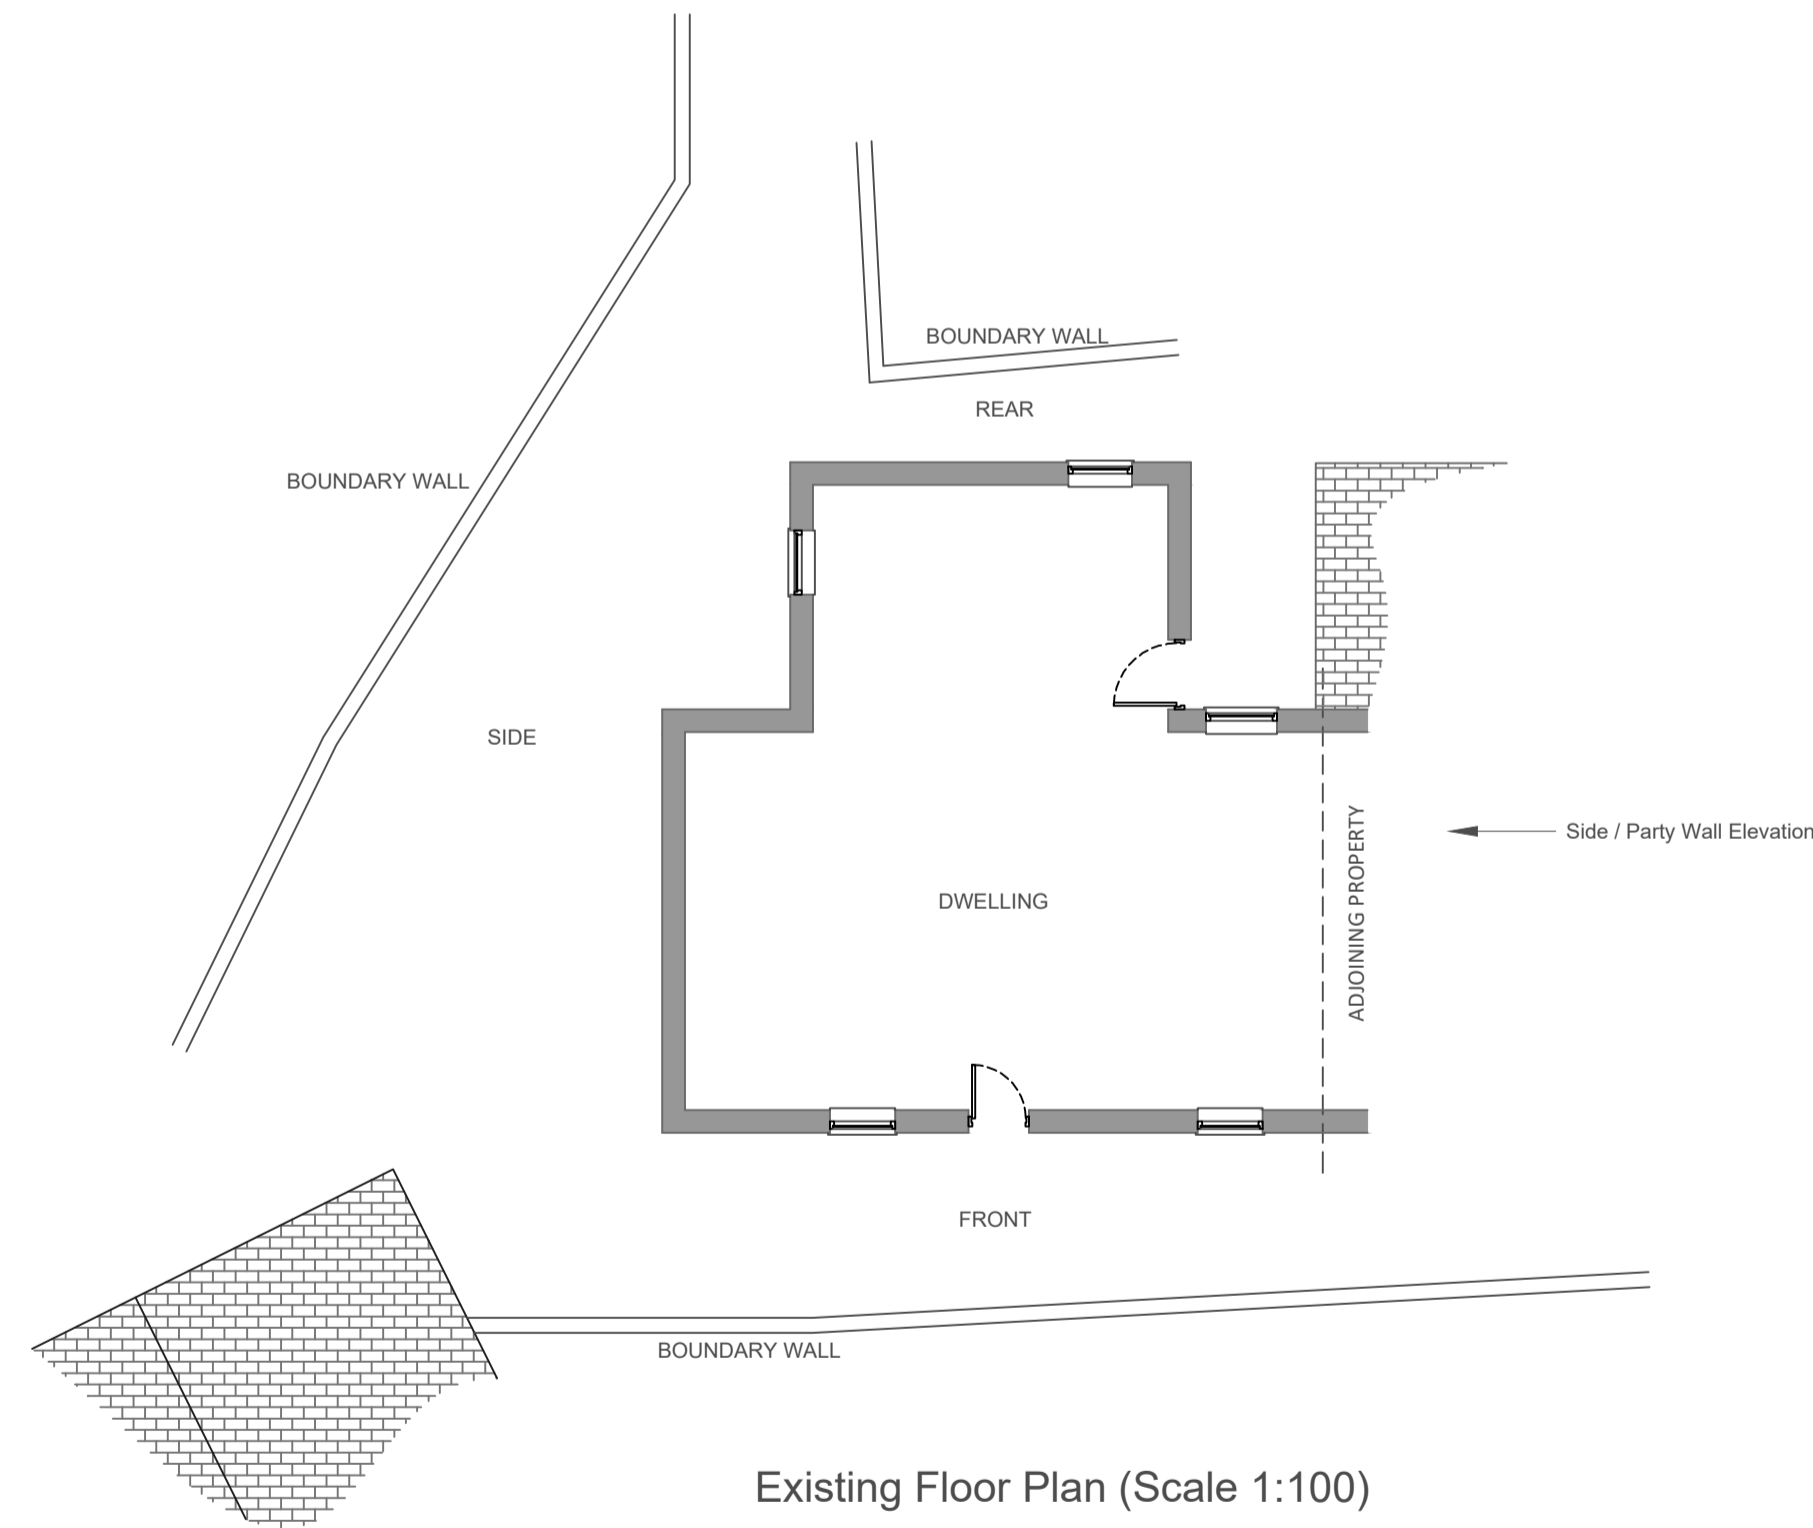 BOUNDARY WALL
REAR
BOUNDARY WALL
SIDE
Side / Party Wall Elevation
ADJOINING PROPERTY
DWELLING
FRONT
BOUNDARY WALL
Existing Floor Plan (Scale 1:100)